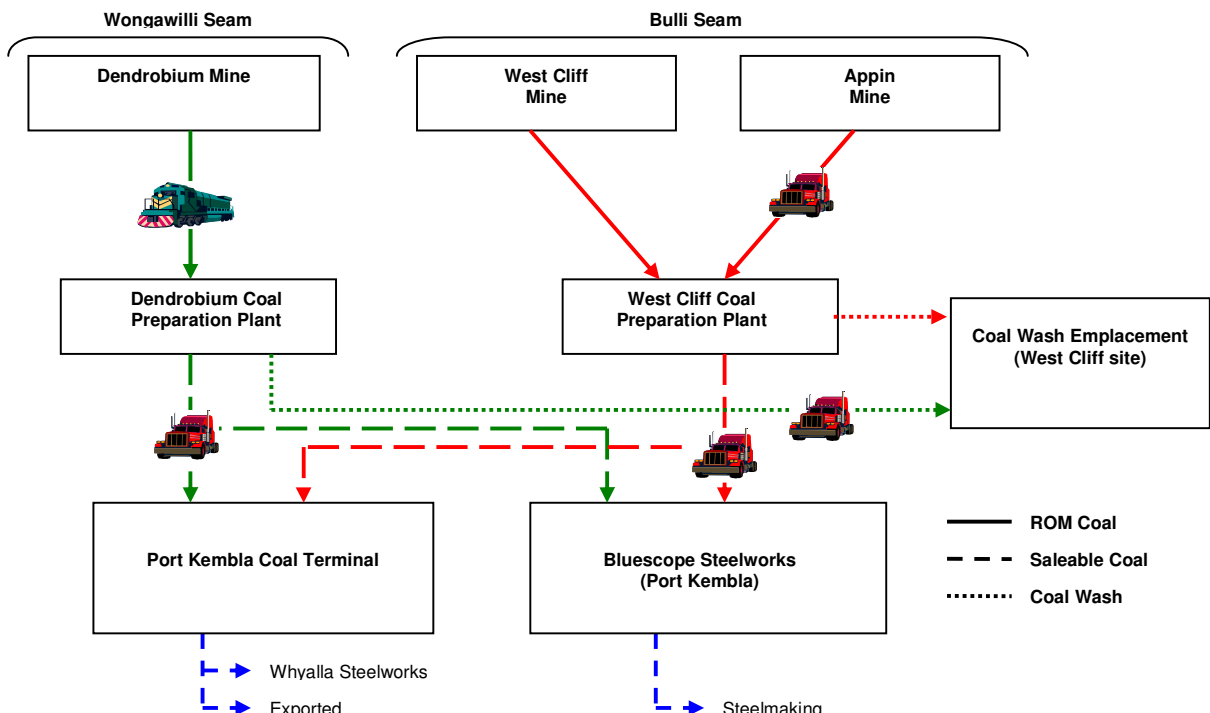 Wongawilli Seam
Bulli Seam
Dendrobium Mine
West Cliff
Mine
Appin
Mine
Dendrobium Coal
Preparation Plant
West Cliff Coal
Preparation Plant
Coal Wash Emplacement
(West Cliff site)
Port Kembla Coal Terminal
Bluescope Steelworks
(Port Kembla)
ROM Coal
Saleable Coal
Coal Wash
Whyalla Steelworks
Exported
Steelmaking